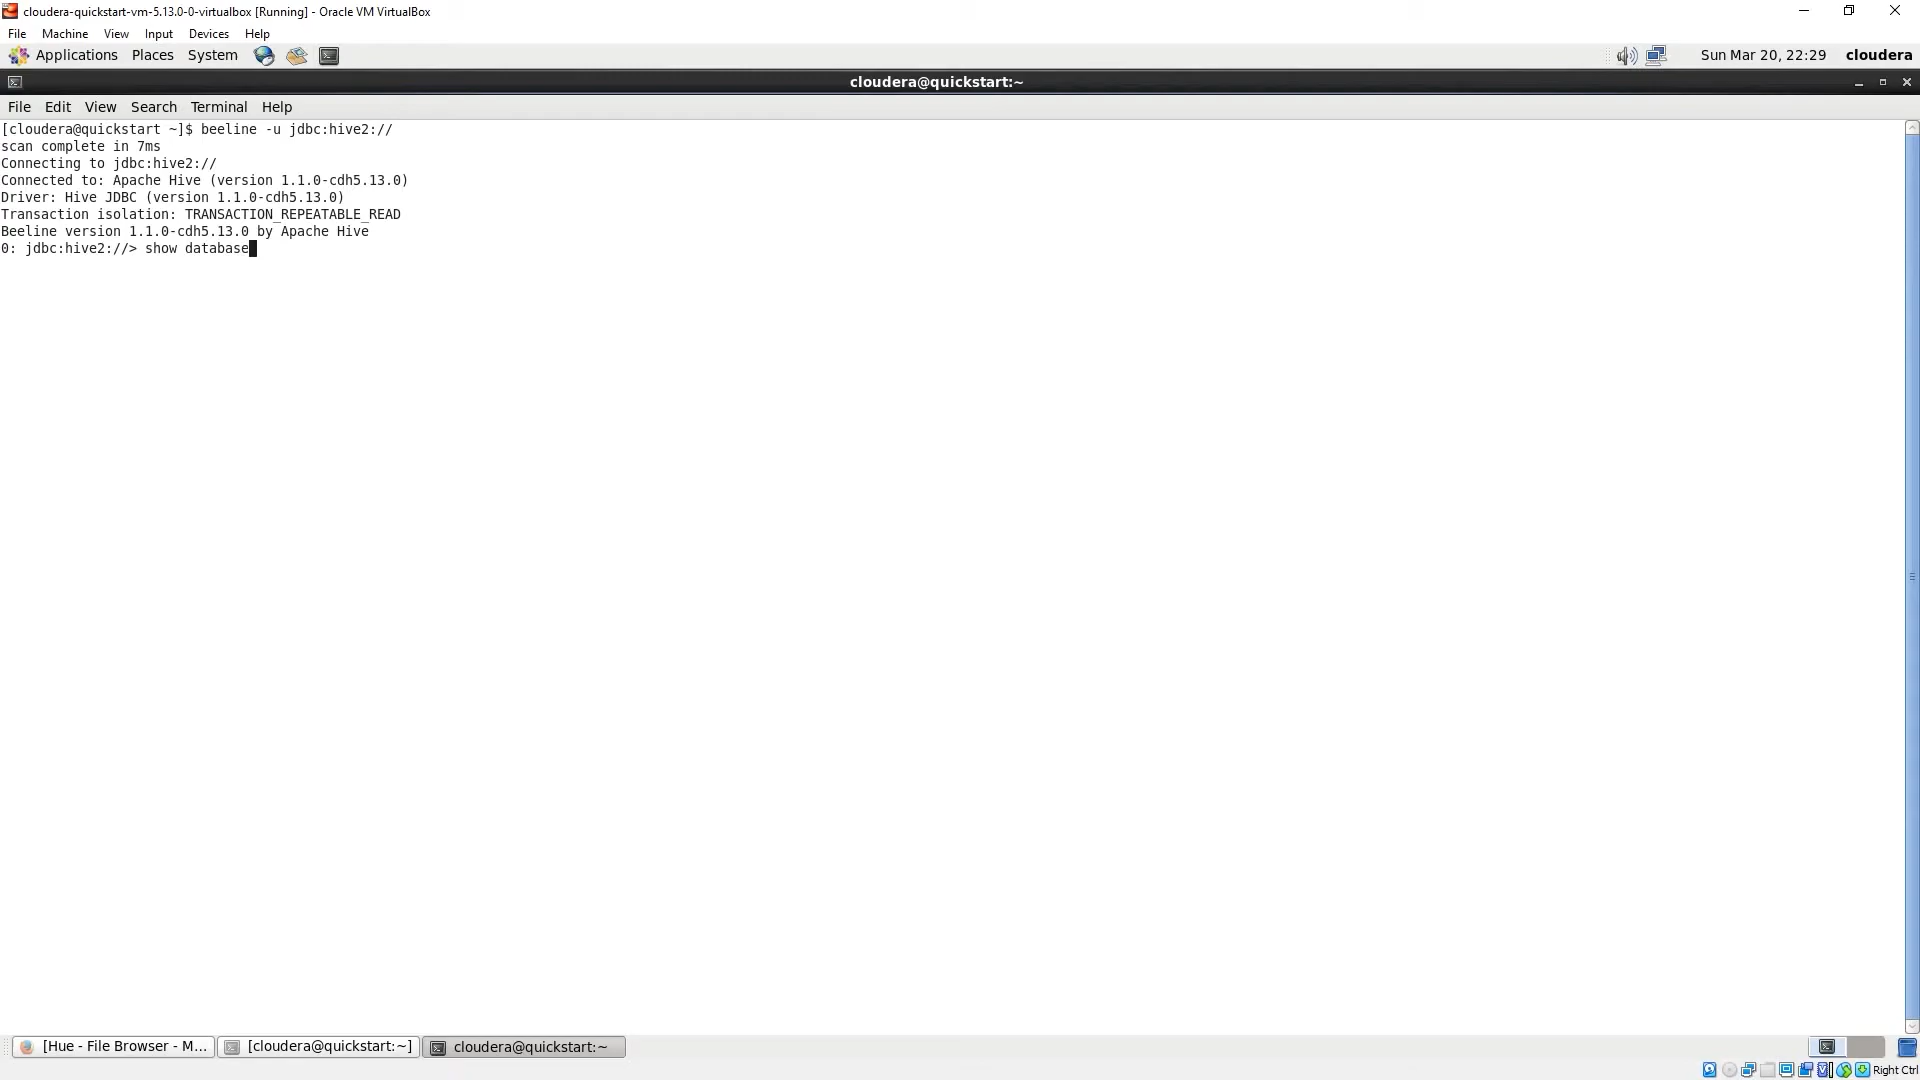 cloudera-quickstart-vm-5.13.0-0-virtualbox [Running] - Oracle VM VirtualBox
File Machine View Input Devices Help
Applications Places System Sun Mar 20, 22:29 cloudera
cloudera@quickstart:~
File Edit View Search Terminal Help
[cloudera@quickstart ~]$ beeline -u jdbc:hive2://
scan complete in 7ms
Connecting to jdbc:hive2://
Connected to: Apache Hive (version 1.1.0-cdh5.13.0)
Driver: Hive JDBC (version 1.1.0-cdh5.13.0)
Transaction isolation: TRANSACTION_REPEATABLE_READ
Beeline version 1.1.0-cdh5.13.0 by Apache Hive
0: jdbc:hive2://> show database
[Hue - File Browser - M... [cloudera@quickstart:~] cloudera@quickstart:~
Right Ctrl